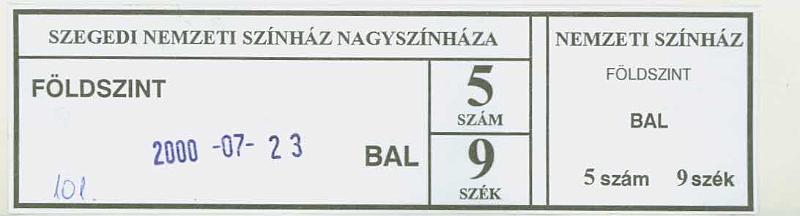 SZEGEDI NEMZETI SZÍNHÁZ NAGYSZÍNHÁZA
FÖLDSZINT
5
SZÁM
2000 -07- 23
BAL
9
SZÉK
101.
NEMZETI SZÍNHÁZ
FÖLDSZINT
BAL
5 szám 9 szék